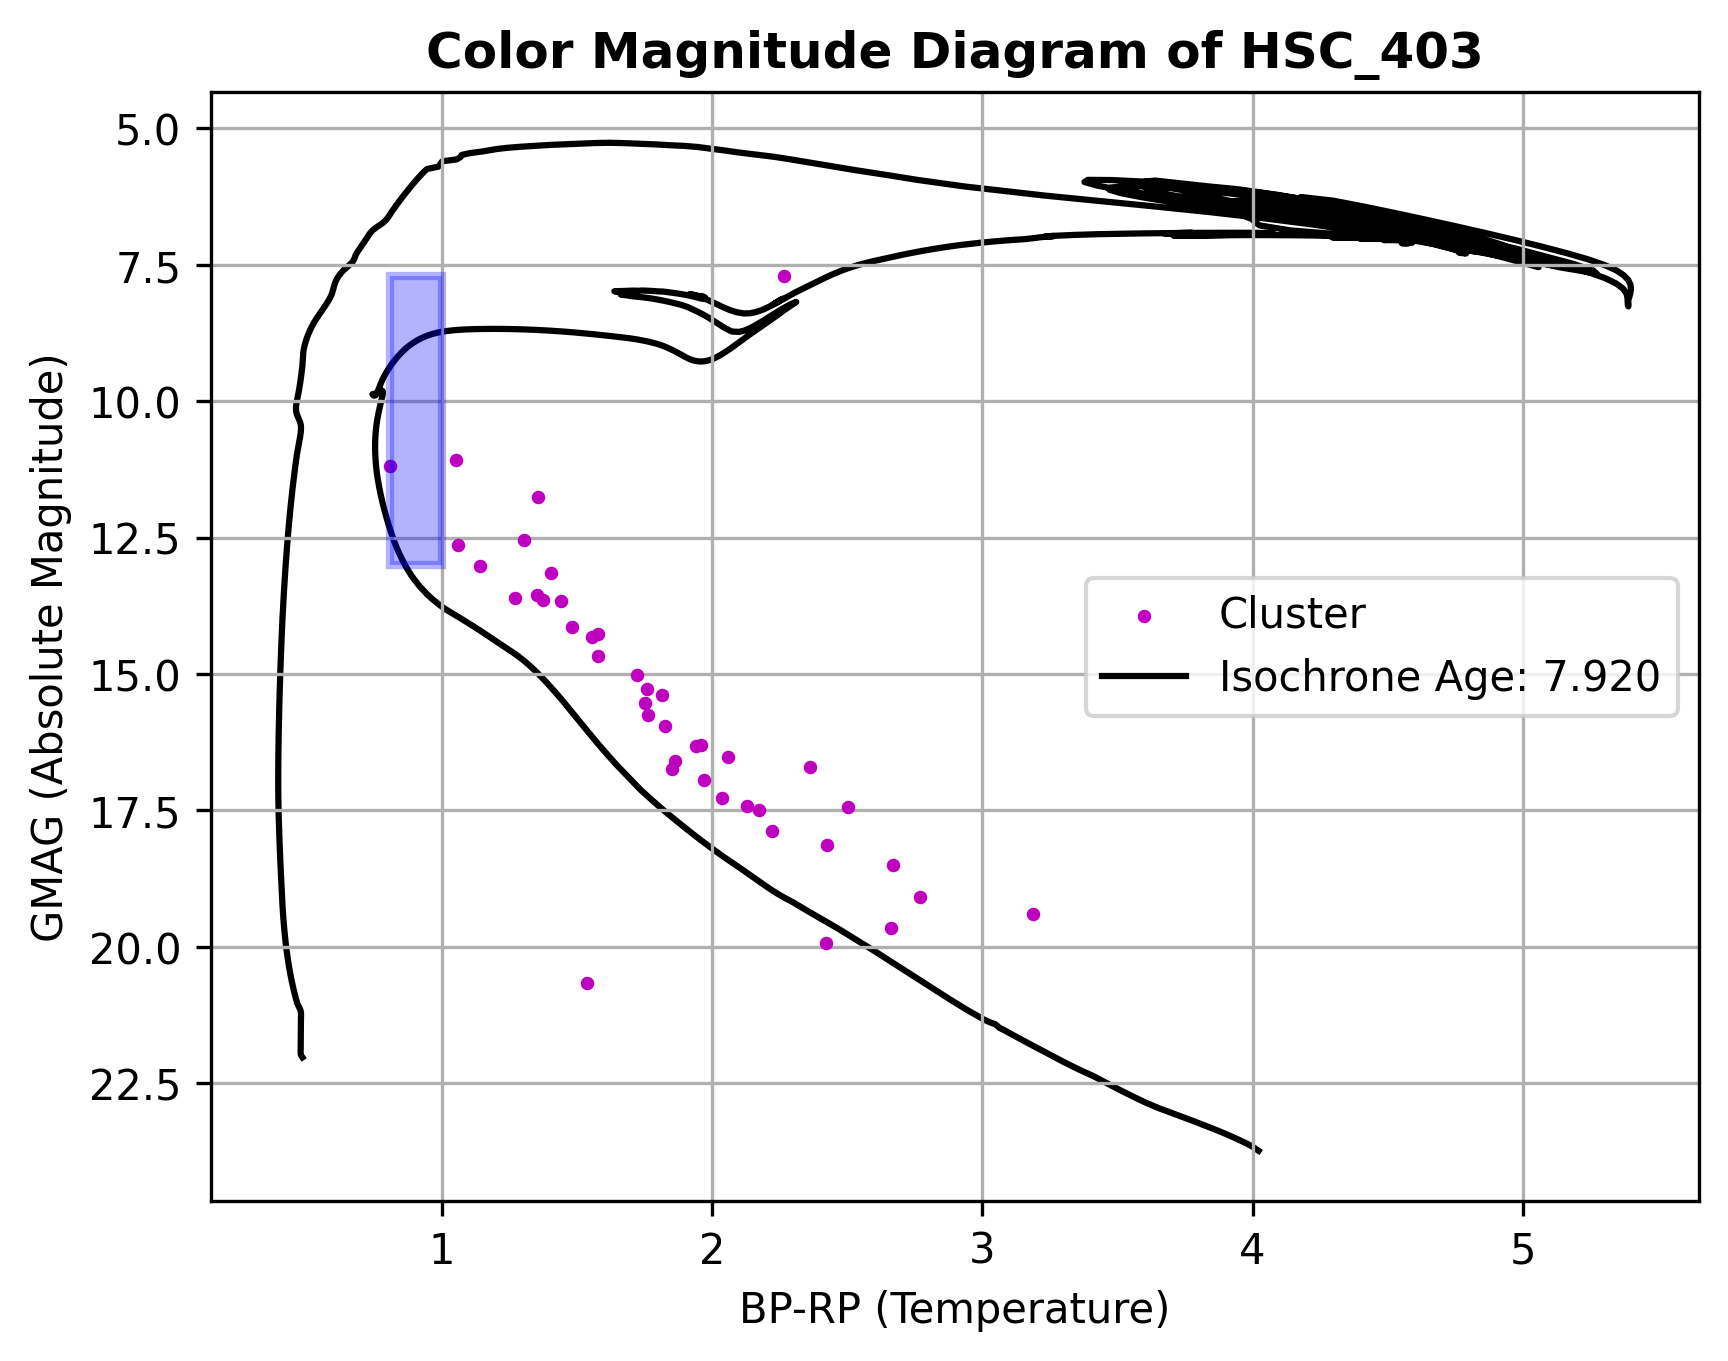 Color Magnitude Diagram of HSC_403
GMAG (Absolute Magnitude)
5.0
7.5
10.0
12.5
15.0
17.5
20.0
22.5
Cluster
Isochrone Age: 7.920
1 2 3 4 5
BP-RP (Temperature)